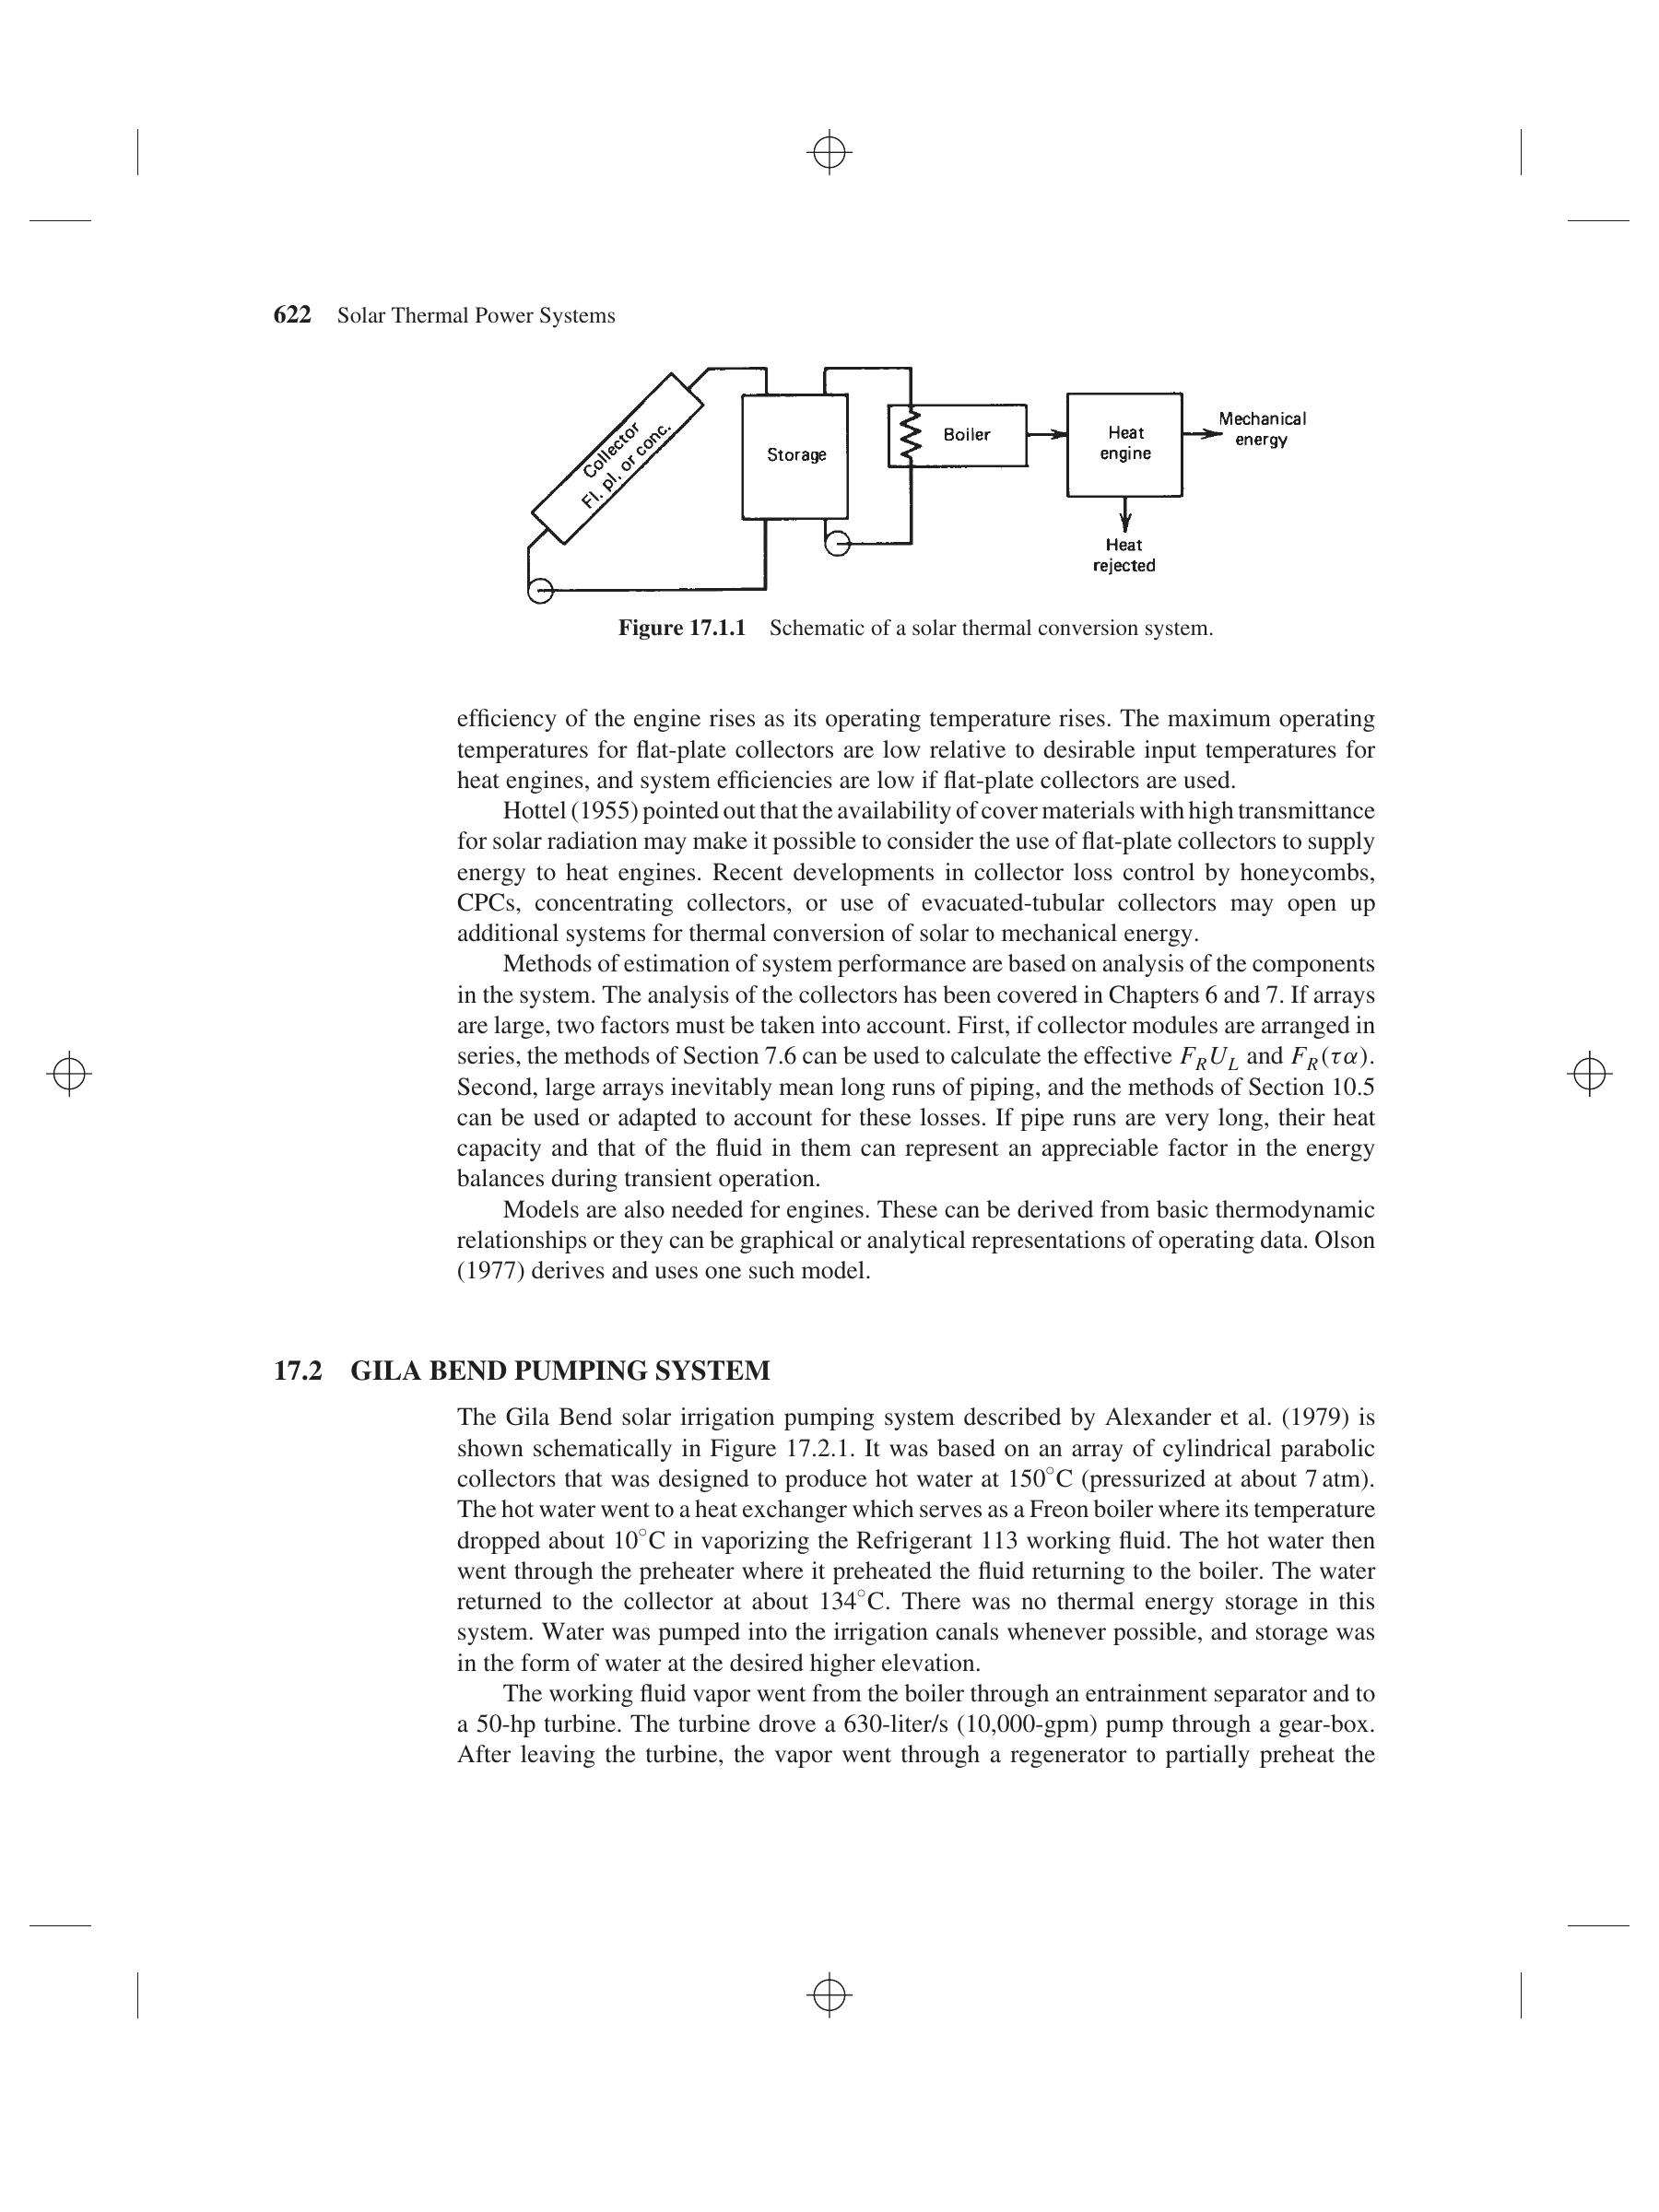 622 Solar Thermal Power Systems
Collector
Fl. pl. or conc.
Storage
Boiler
Heat
engine
Mechanical
energy
Heat
rejected
Figure 17.1.1 Schematic of a solar thermal conversion system.
efficiency of the engine rises as its operating temperature rises. The maximum operating
temperatures for flat-plate collectors are low relative to desirable input temperatures for
heat engines, and system efficiencies are low if flat-plate collectors are used.
Hottel (1955) pointed out that the availability of cover materials with high transmittance
for solar radiation may make it possible to consider the use of flat-plate collectors to supply
energy to heat engines. Recent developments in collector loss control by honeycombs,
CPCs, concentrating collectors, or use of evacuated-tubular collectors may open up
additional systems for thermal conversion of solar to mechanical energy.
Methods of estimation of system performance are based on analysis of the components
in the system. The analysis of the collectors has been covered in Chapters 6 and 7. If arrays
are large, two factors must be taken into account. First, if collector modules are arranged in
series, the methods of Section 7.6 can be used to calculate the effective F_R U_L and F_R(τα).
Second, large arrays inevitably mean long runs of piping, and the methods of Section 10.5
can be used or adapted to account for these losses. If pipe runs are very long, their heat
capacity and that of the fluid in them can represent an appreciable factor in the energy
balances during transient operation.
Models are also needed for engines. These can be derived from basic thermodynamic
relationships or they can be graphical or analytical representations of operating data. Olson
(1977) derives and uses one such model.
17.2 GILA BEND PUMPING SYSTEM
The Gila Bend solar irrigation pumping system described by Alexander et al. (1979) is
shown schematically in Figure 17.2.1. It was based on an array of cylindrical parabolic
collectors that was designed to produce hot water at 150°C (pressurized at about 7 atm).
The hot water went to a heat exchanger which serves as a Freon boiler where its temperature
dropped about 10°C in vaporizing the Refrigerant 113 working fluid. The hot water then
went through the preheater where it preheated the fluid returning to the boiler. The water
returned to the collector at about 134°C. There was no thermal energy storage in this
system. Water was pumped into the irrigation canals whenever possible, and storage was
in the form of water at the desired higher elevation.
The working fluid vapor went from the boiler through an entrainment separator and to
a 50-hp turbine. The turbine drove a 630-liter/s (10,000-gpm) pump through a gear-box.
After leaving the turbine, the vapor went through a regenerator to partially preheat the